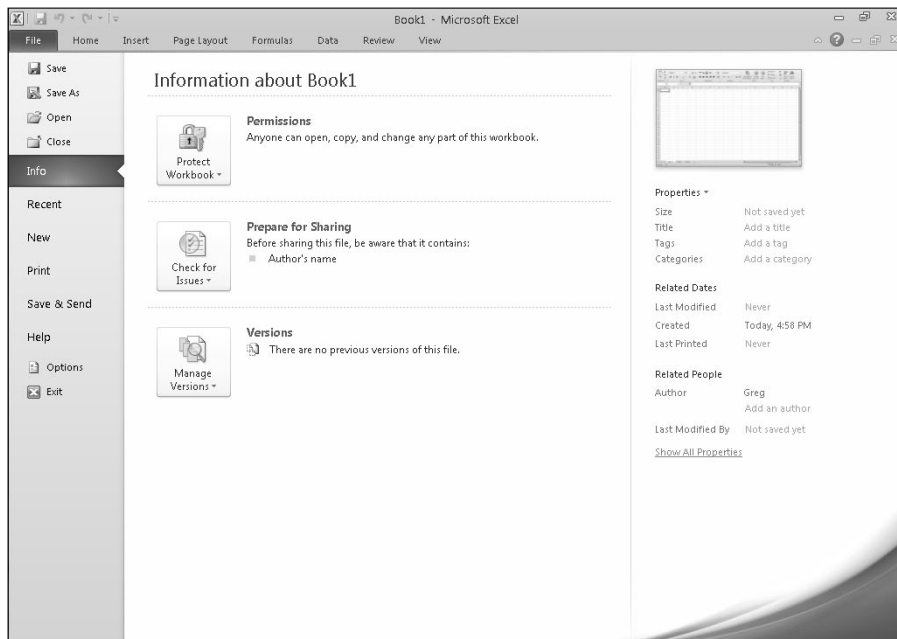 Book1 - Microsoft Excel
File Home Insert Page Layout Formulas Data Review View
Save
Save As
Open
Close
Info
Recent
New
Print
Save & Send
Help
Options
Exit
Information about Book1
Protect
Workbook
Permissions
Anyone can open, copy, and change any part of this workbook.
Check for
Issues
Prepare for Sharing
Before sharing this file, be aware that it contains:
Author's name
Manage
Versions
Versions
There are no previous versions of this file.
Properties
Size Not saved yet
Title Add a title
Tags Add a tag
Categories Add a category
Related Dates
Last Modified Never
Created Today, 4:58 PM
Last Printed Never
Related People
Author Greg
Add an author
Last Modified By Not saved yet
Show All Properties